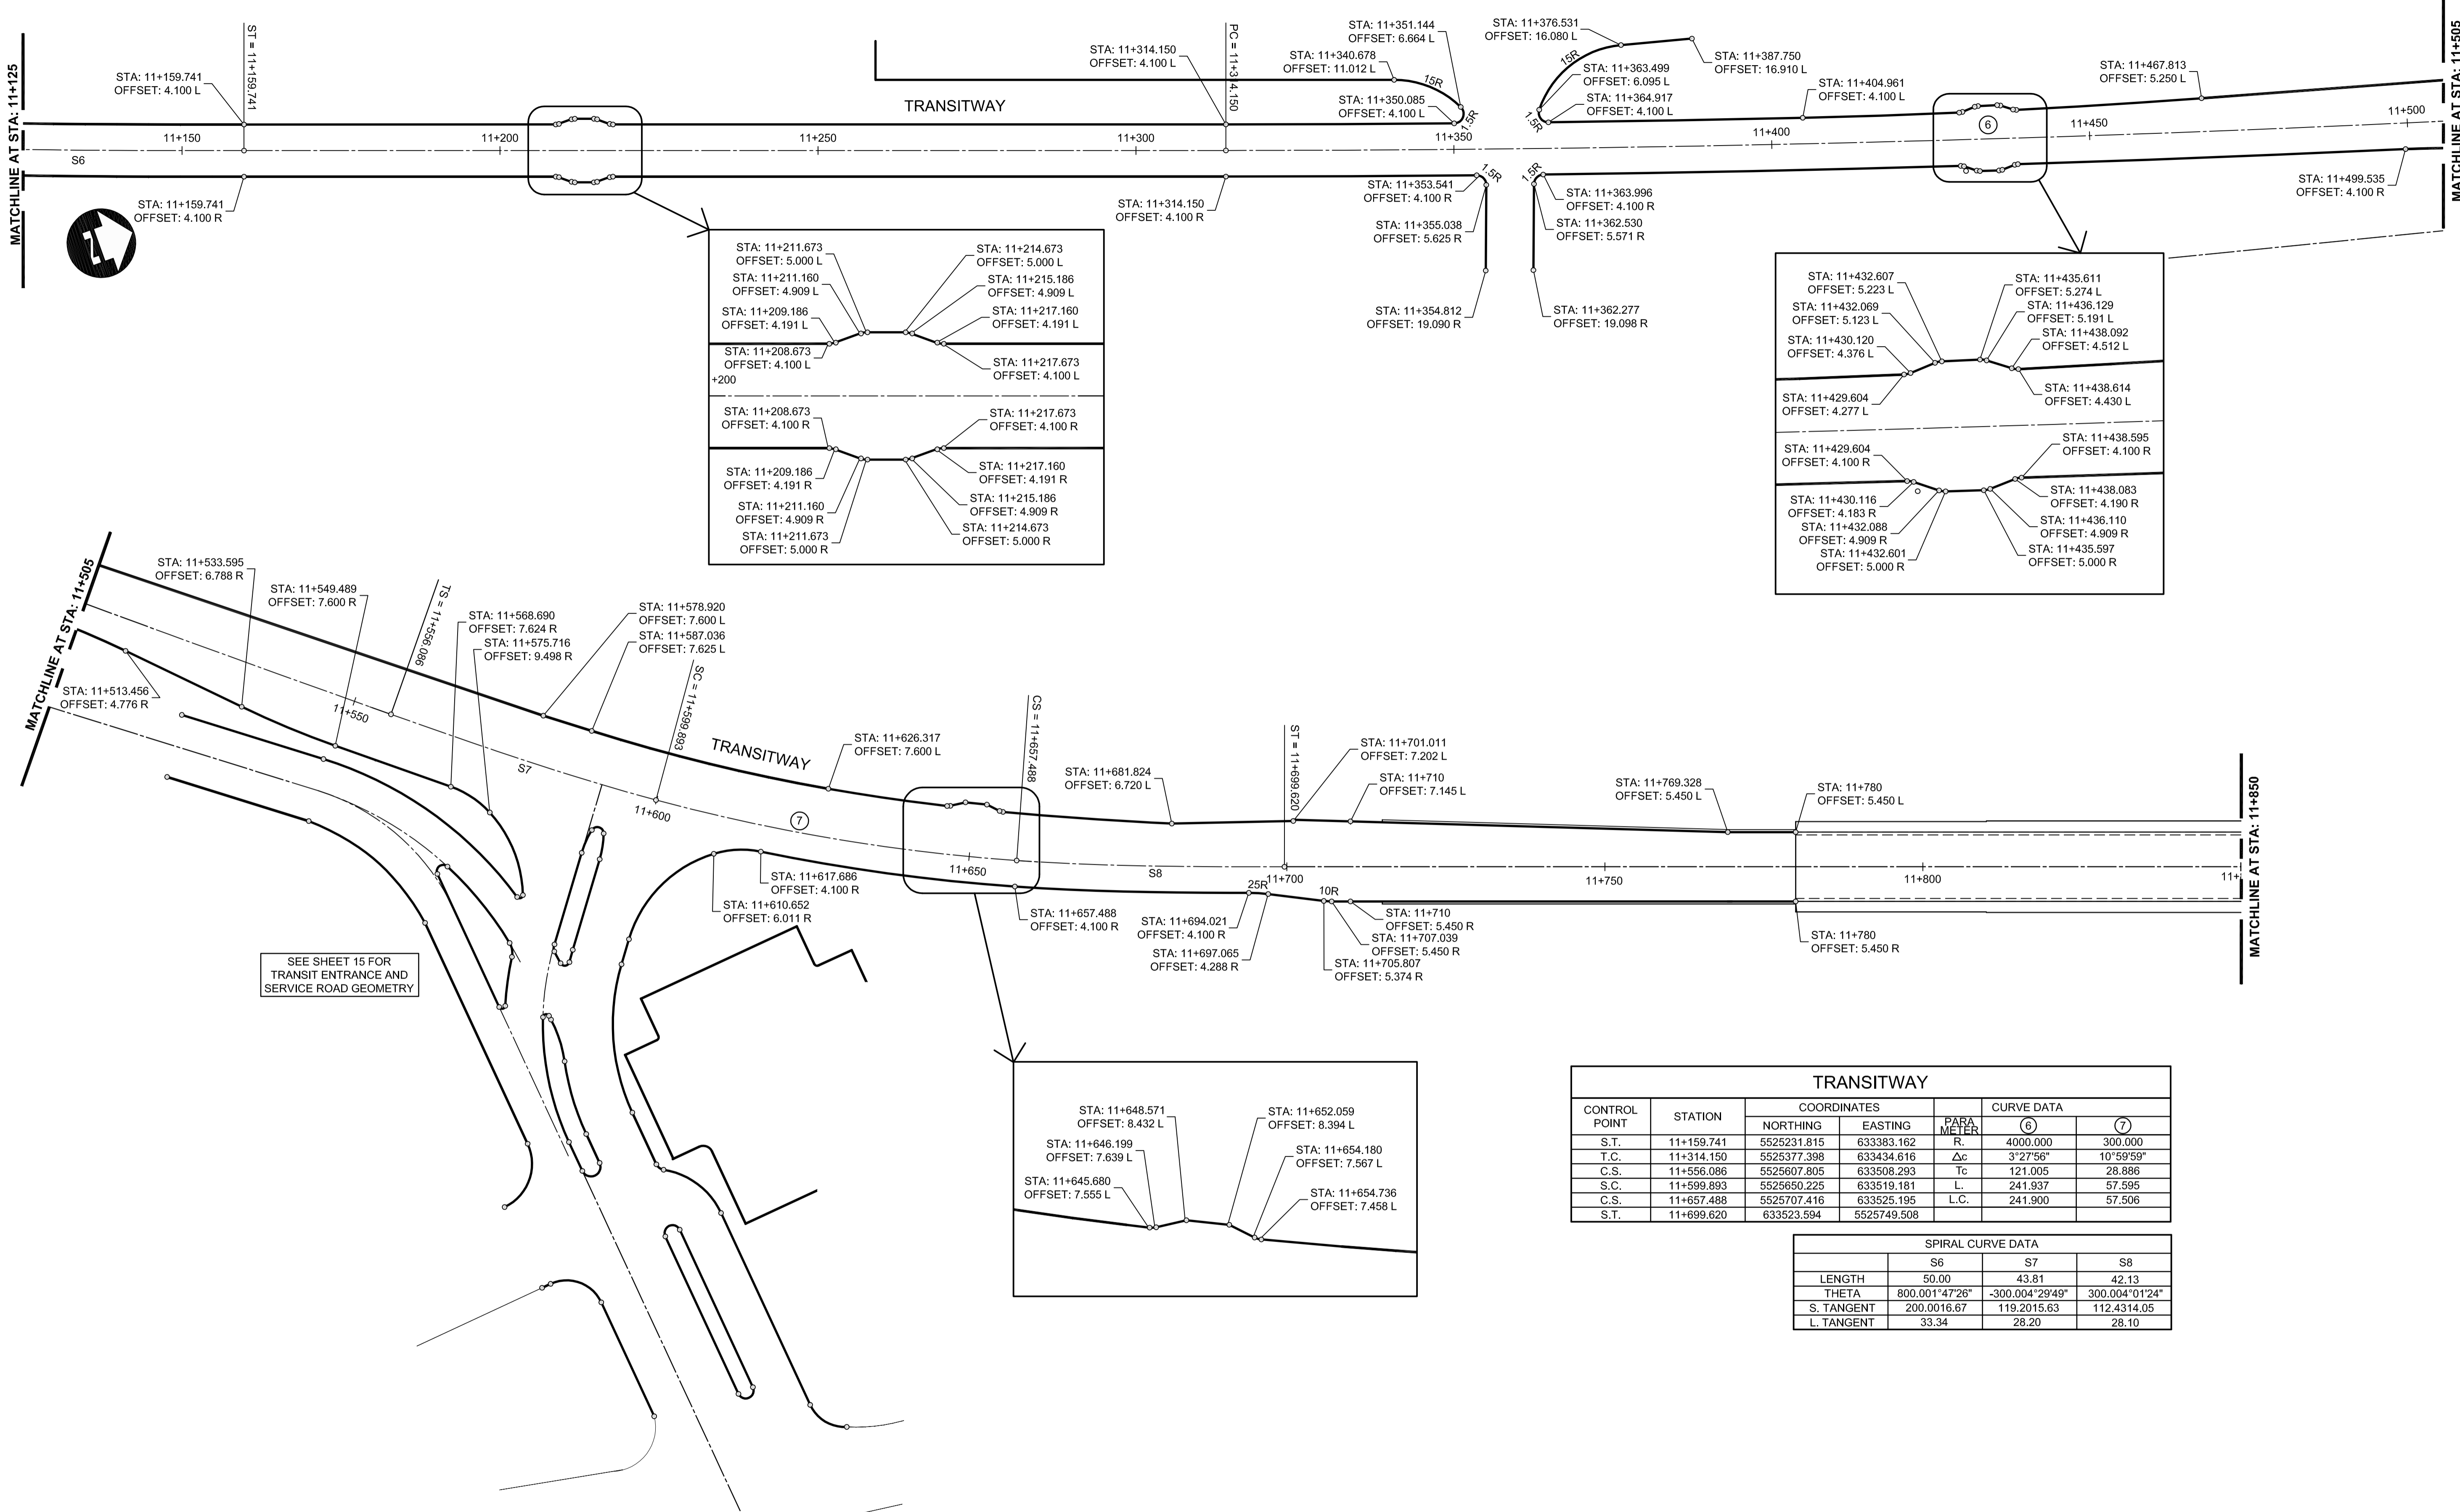 MATCHLINE AT STA: 11+125
ST = 11+159.741
STA: 11+159.741
OFFSET: 4.100 L
STA: 11+159.741
OFFSET: 4.100 R
S6
11+150
11+200
11+250
11+300
11+350
11+400
11+450
11+500
TRANSITWAY
PC = 11+314.150
STA: 11+314.150
OFFSET: 4.100 L
STA: 11+314.150
OFFSET: 4.100 R
STA: 11+351.144
OFFSET: 6.664 L
STA: 11+340.678
OFFSET: 11.012 L
15R
STA: 11+350.085
OFFSET: 4.100 L
1.5R
STA: 11+376.531
OFFSET: 16.080 L
15R
STA: 11+387.750
OFFSET: 16.910 L
STA: 11+363.499
OFFSET: 6.095 L
STA: 11+364.917
OFFSET: 4.100 L
1.5R
STA: 11+404.961
OFFSET: 4.100 L
STA: 11+467.813
OFFSET: 5.250 L
6
1.5R
STA: 11+353.541
OFFSET: 4.100 R
STA: 11+355.038
OFFSET: 5.625 R
STA: 11+354.812
OFFSET: 19.090 R
1.5R
STA: 11+363.996
OFFSET: 4.100 R
STA: 11+362.530
OFFSET: 5.571 R
STA: 11+362.277
OFFSET: 19.098 R
STA: 11+499.535
OFFSET: 4.100 R
MATCHLINE AT STA: 11+505
Z
STA: 11+211.673
OFFSET: 5.000 L
STA: 11+211.160
OFFSET: 4.909 L
STA: 11+209.186
OFFSET: 4.191 L
STA: 11+208.673
OFFSET: 4.100 L
STA: 11+214.673
OFFSET: 5.000 L
STA: 11+215.186
OFFSET: 4.909 L
STA: 11+217.160
OFFSET: 4.191 L
STA: 11+217.673
OFFSET: 4.100 L
+200
STA: 11+208.673
OFFSET: 4.100 R
STA: 11+209.186
OFFSET: 4.191 R
STA: 11+211.160
OFFSET: 4.909 R
STA: 11+211.673
OFFSET: 5.000 R
STA: 11+217.673
OFFSET: 4.100 R
STA: 11+217.160
OFFSET: 4.191 R
STA: 11+215.186
OFFSET: 4.909 R
STA: 11+214.673
OFFSET: 5.000 R
STA: 11+432.607
OFFSET: 5.223 L
STA: 11+432.069
OFFSET: 5.123 L
STA: 11+430.120
OFFSET: 4.376 L
STA: 11+429.604
OFFSET: 4.277 L
STA: 11+435.611
OFFSET: 5.274 L
STA: 11+436.129
OFFSET: 5.191 L
STA: 11+438.092
OFFSET: 4.512 L
STA: 11+438.614
OFFSET: 4.430 L
STA: 11+429.604
OFFSET: 4.100 R
STA: 11+430.116
OFFSET: 4.183 R
STA: 11+432.088
OFFSET: 4.909 R
STA: 11+432.601
OFFSET: 5.000 R
STA: 11+438.595
OFFSET: 4.100 R
STA: 11+438.083
OFFSET: 4.190 R
STA: 11+436.110
OFFSET: 4.909 R
STA: 11+435.597
OFFSET: 5.000 R
MATCHLINE AT STA: 11+505
STA: 11+533.595
OFFSET: 6.788 R
STA: 11+549.489
OFFSET: 7.600 R
STA: 11+513.456
OFFSET: 4.776 R
TS = 11+556.086
11+550
STA: 11+568.690
OFFSET: 7.624 R
STA: 11+575.716
OFFSET: 9.498 R
STA: 11+578.920
OFFSET: 7.600 L
STA: 11+587.036
OFFSET: 7.625 L
SC = 11+599.893
S7
11+600
TRANSITWAY
7
STA: 11+626.317
OFFSET: 7.600 L
STA: 11+617.686
OFFSET: 4.100 R
STA: 11+610.652
OFFSET: 6.011 R
CS = 11+657.488
11+650
STA: 11+657.488
OFFSET: 4.100 R
STA: 11+681.824
OFFSET: 6.720 L
S8
ST = 11+699.620
STA: 11+701.011
OFFSET: 7.202 L
STA: 11+710
OFFSET: 7.145 L
25R
11+700
10R
STA: 11+694.021
OFFSET: 4.100 R
STA: 11+697.065
OFFSET: 4.288 R
STA: 11+710
OFFSET: 5.450 R
STA: 11+707.039
OFFSET: 5.450 R
STA: 11+705.807
OFFSET: 5.374 R
11+750
STA: 11+769.328
OFFSET: 5.450 L
STA: 11+780
OFFSET: 5.450 L
STA: 11+780
OFFSET: 5.450 R
11+800
11+
MATCHLINE AT STA: 11+850
SEE SHEET 15 FOR
TRANSIT ENTRANCE AND
SERVICE ROAD GEOMETRY
STA: 11+648.571
OFFSET: 8.432 L
STA: 11+646.199
OFFSET: 7.639 L
STA: 11+645.680
OFFSET: 7.555 L
STA: 11+652.059
OFFSET: 8.394 L
STA: 11+654.180
OFFSET: 7.567 L
STA: 11+654.736
OFFSET: 7.458 L
TRANSITWAY
CONTROL POINT STATION COORDINATES CURVE DATA
NORTHING EASTING PARA METER 6 7
S.T. 11+159.741 5525231.815 633383.162 R. 4000.000 300.000
T.C. 11+314.150 5525377.398 633434.616 Δc 3°27'56" 10°59'59"
C.S. 11+556.086 5525607.805 633508.293 Tc 121.005 28.886
S.C. 11+599.893 5525650.225 633519.181 L. 241.937 57.595
C.S. 11+657.488 5525707.416 633525.195 L.C. 241.900 57.506
S.T. 11+699.620 633523.594 5525749.508
SPIRAL CURVE DATA
S6 S7 S8
LENGTH 50.00 43.81 42.13
THETA 800.001°47'26" -300.004°29'49" 300.004°01'24"
S. TANGENT 200.0016.67 119.2015.63 112.4314.05
L. TANGENT 33.34 28.20 28.10